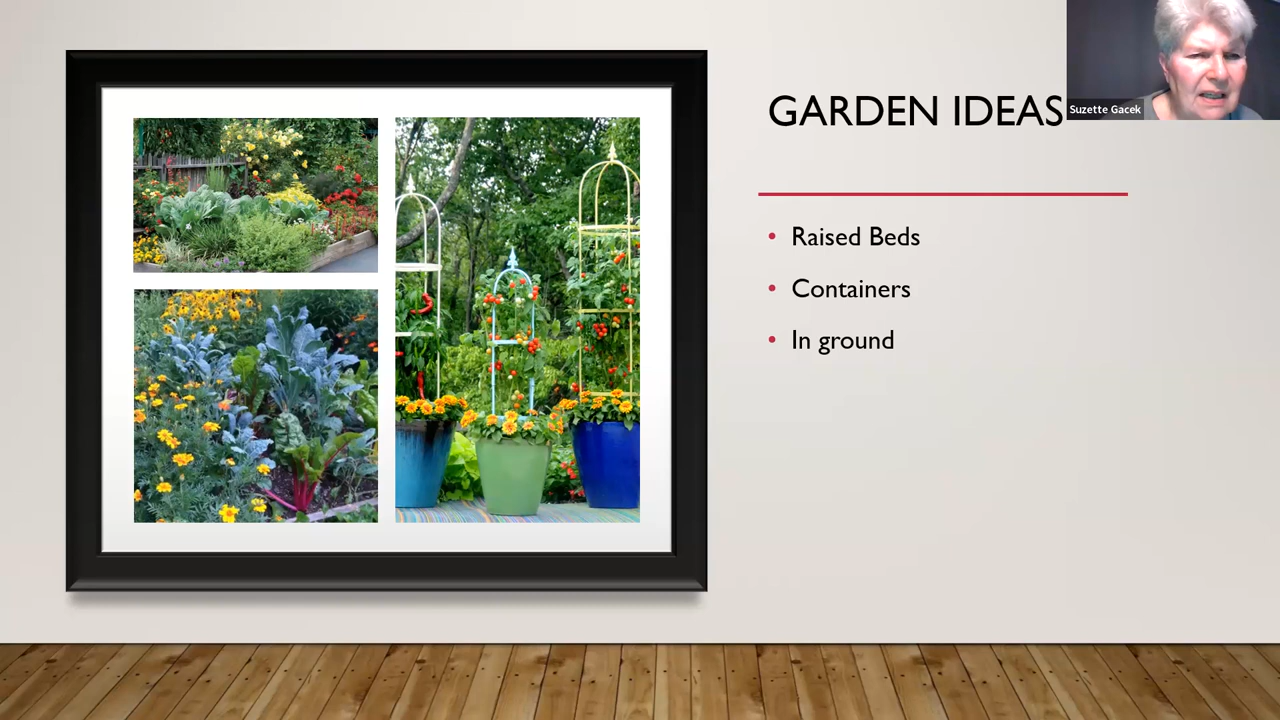 GARDEN IDEAS
Suzette Gacek
• Raised Beds
• Containers
• In ground